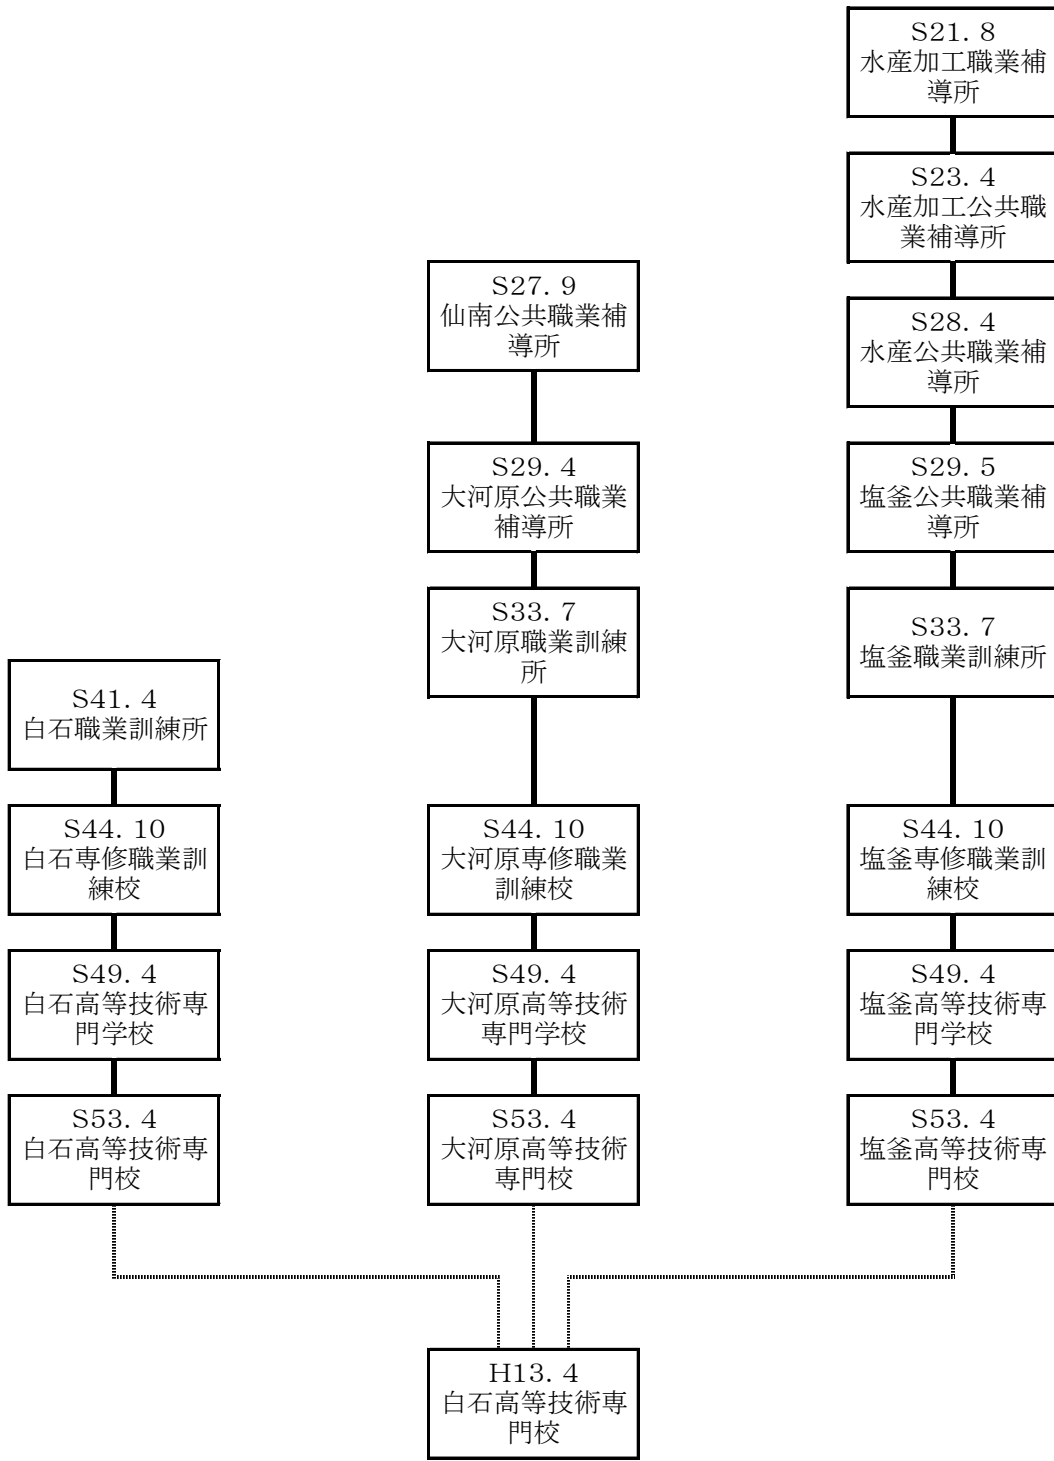 S21. 8
水産加工職業補
導所
S23. 4
水産加工公共職
業補導所
S27. 9
仙南公共職業補
導所
S28. 4
水産公共職業補
導所
S29. 4
大河原公共職業
補導所
S29. 5
塩釜公共職業補
導所
S33. 7
大河原職業訓練
所
S33. 7
塩釜職業訓練所
S41. 4
白石職業訓練所
S44. 10
白石専修職業訓
練校
S44. 10
大河原専修職業
訓練校
S44. 10
塩釜専修職業訓
練校
S49. 4
白石高等技術専
門学校
S49. 4
大河原高等技術
専門学校
S49. 4
塩釜高等技術専
門学校
S53. 4
白石高等技術専
門校
S53. 4
大河原高等技術
専門校
S53. 4
塩釜高等技術専
門校
H13. 4
白石高等技術専
門校